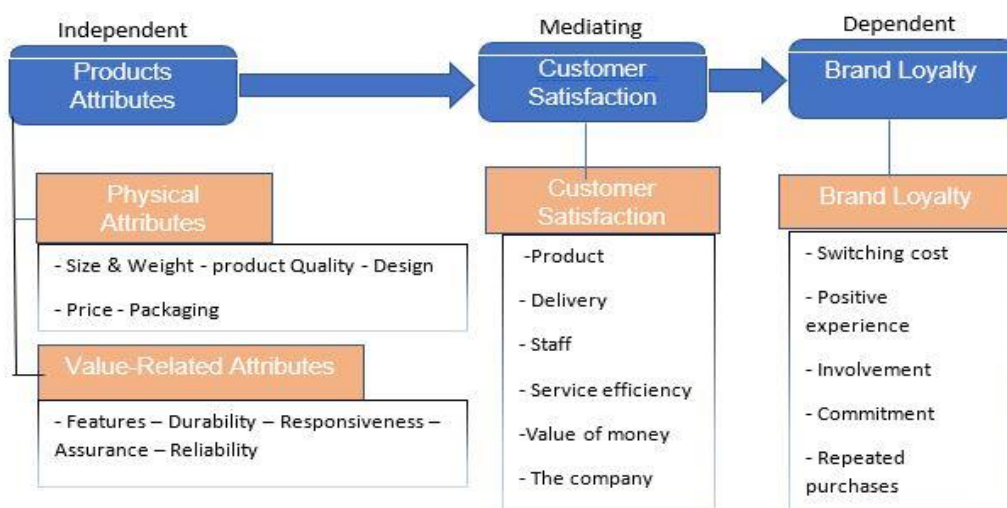 Independent
Products
Attributes
Physical
Attributes
- Size & Weight - product Quality - Design
- Price - Packaging
Value-Related Attributes
- Features – Durability – Responsiveness –
Assurance – Reliability
Mediating
Customer
Satisfaction
Customer
Satisfaction
-Product
- Delivery
- Staff
- Service efficiency
-Value of money
- The company
Dependent
Brand Loyalty
Brand Loyalty
- Switching cost
- Positive
experience
- Involvement
- Commitment
- Repeated
purchases